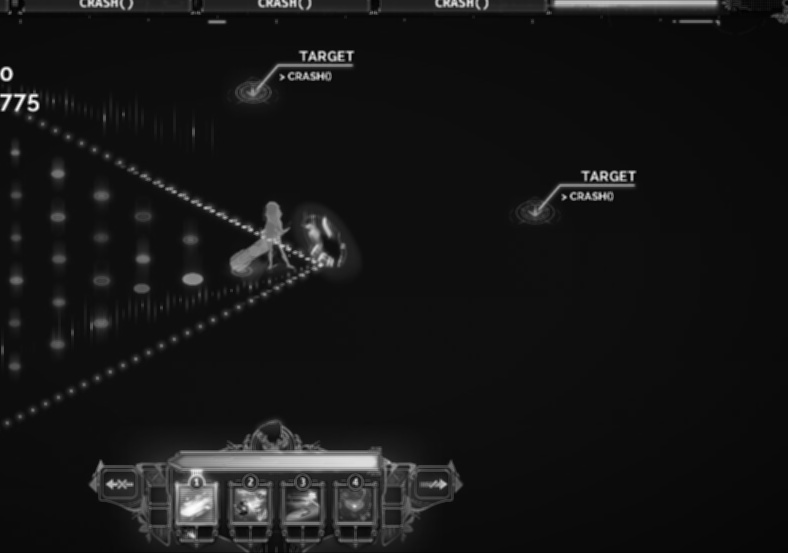 CRASH()
CRASH()
CRASH()
TARGET
> CRASH()
0
775
TARGET
> CRASH()
1
2
3
4